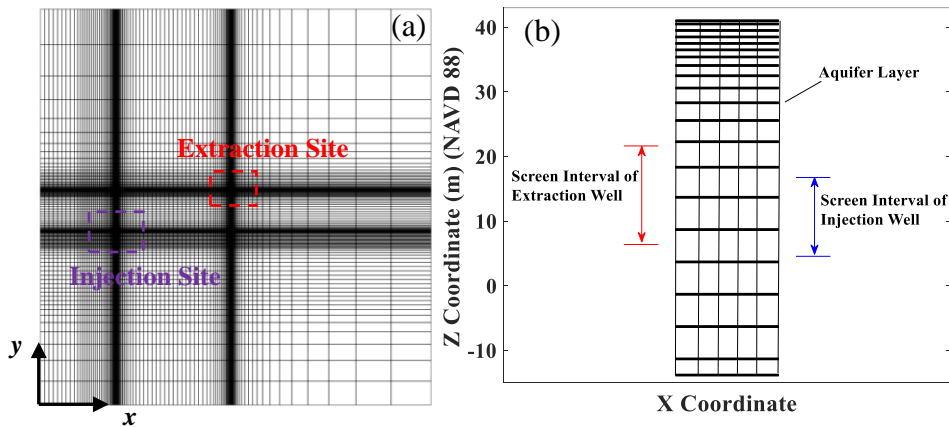 (a)
Extraction Site
Injection Site
y
x
(b)
Z Coordinate (m) (NAVD 88)
40
30
20
10
0
-10
Aquifer Layer
Screen Interval of
Extraction Well
Screen Interval of
Injection Well
X Coordinate